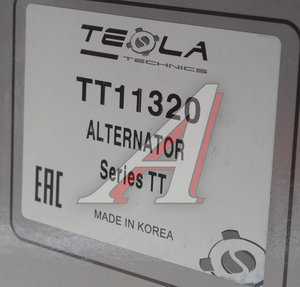 TESLA
TECHNICS
TT11320
ALTERNATOR
Series TT
EAC
MADE IN KOREA